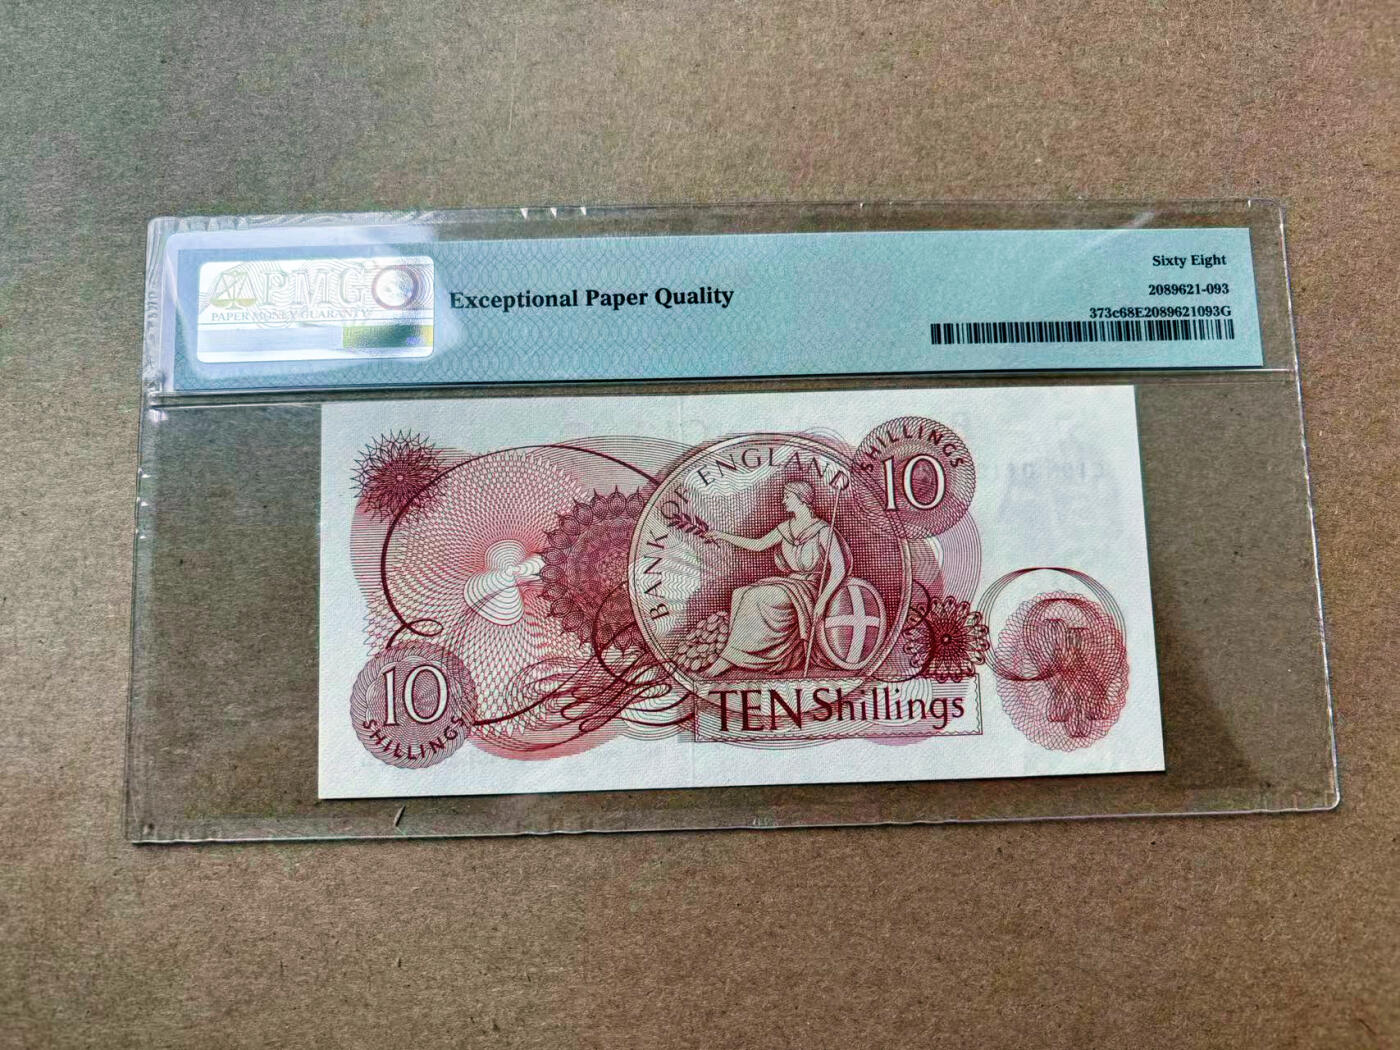 PMG
PAPER MONEY GUARANTY
Exceptional Paper Quality
Sixty Eight
2089621-093
373c68E2089621093G
BANK OF ENGLAND
SHILLINGS
10
10
SHILLINGS
TEN Shillings